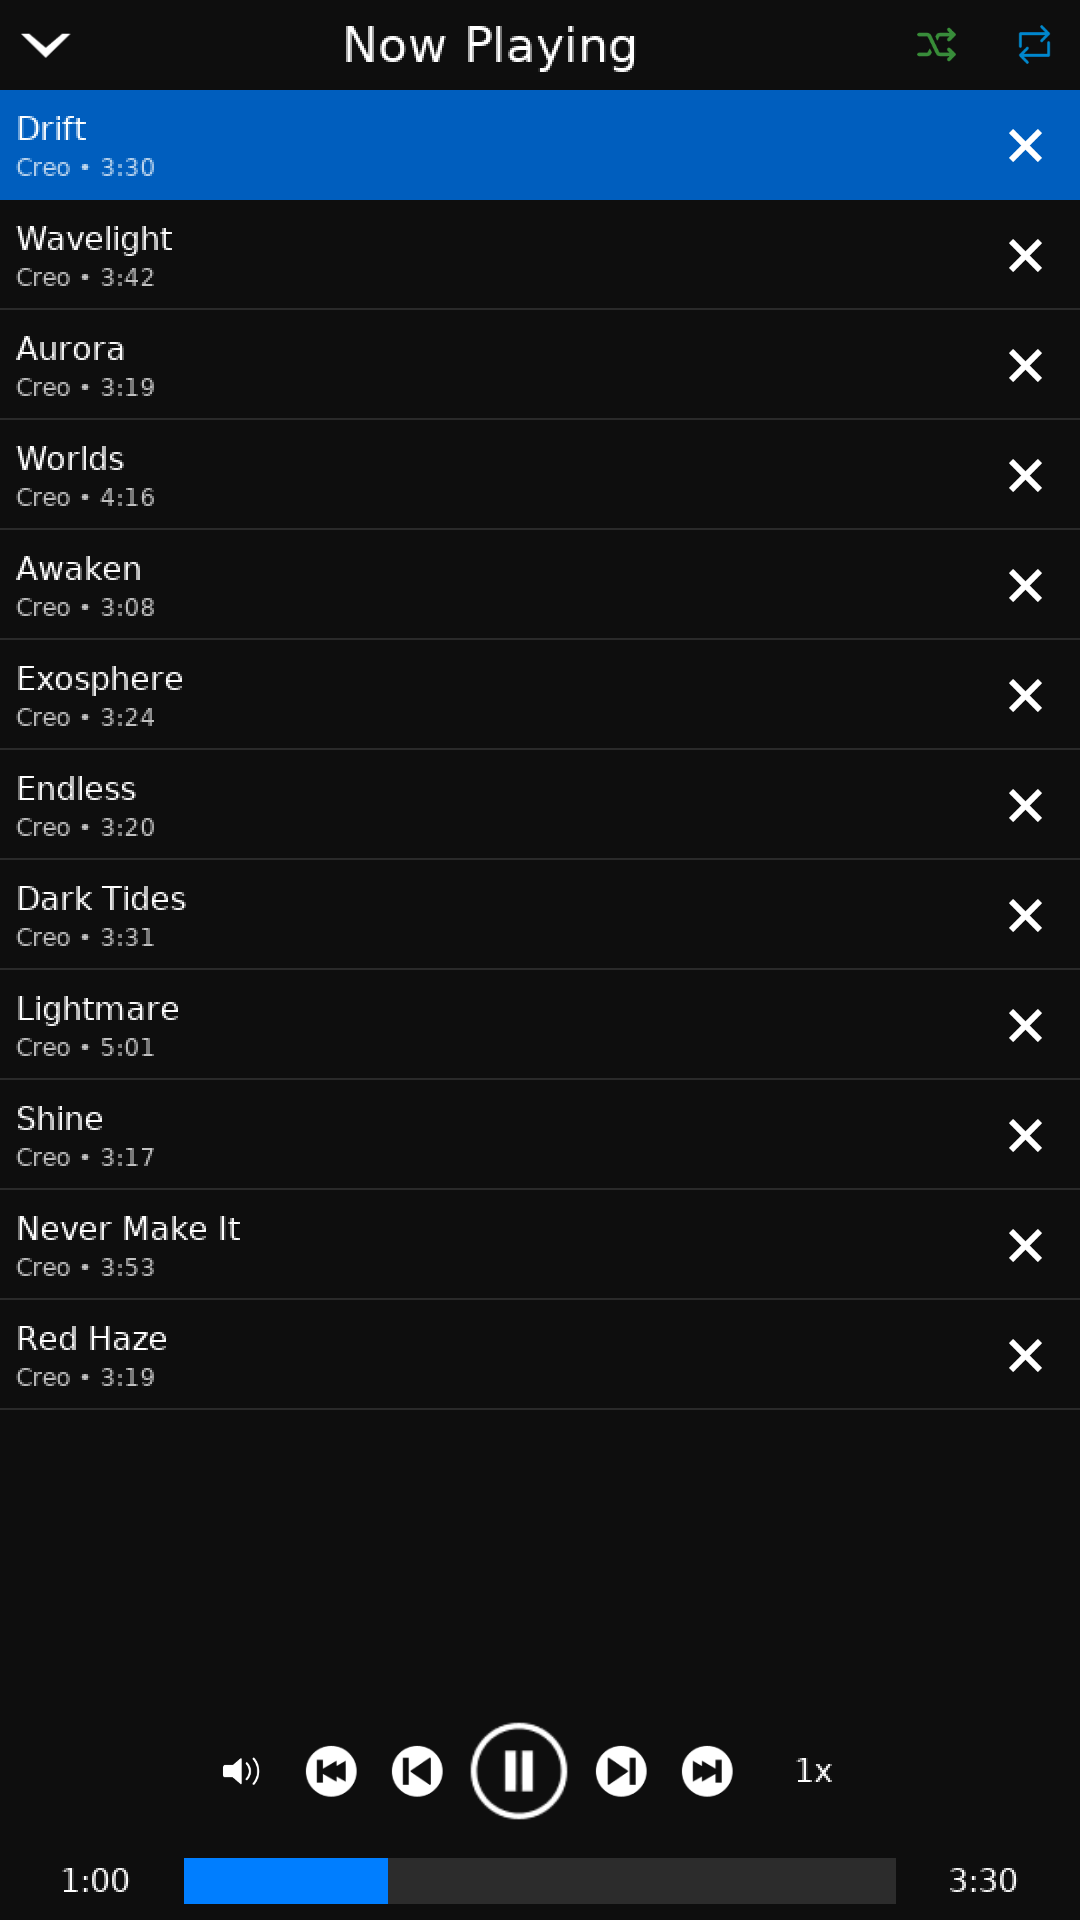 Now Playing
Drift
Creo • 3:30
Wavelight
Creo • 3:42
Aurora
Creo • 3:19
Worlds
Creo • 4:16
Awaken
Creo • 3:08
Exosphere
Creo • 3:24
Endless
Creo • 3:20
Dark Tides
Creo • 3:31
Lightmare
Creo • 5:01
Shine
Creo • 3:17
Never Make It
Creo • 3:53
Red Haze
Creo • 3:19
1x
1:00 3:30